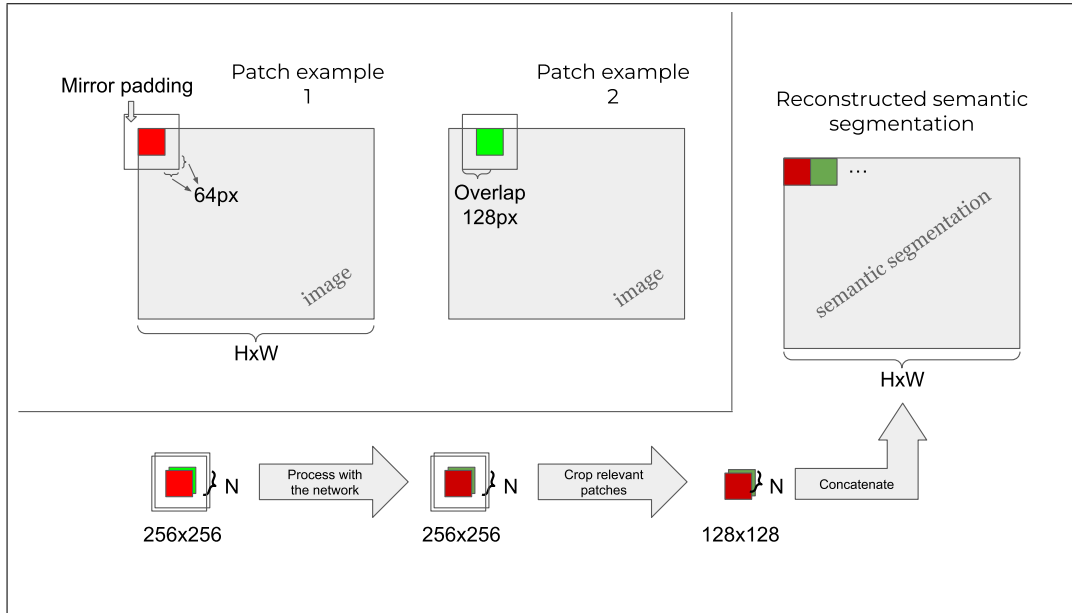 Patch example
1
Mirror padding
64px
image
HxW
Patch example
2
Overlap
128px
image
Reconstructed semantic
segmentation
...
semantic segmentation
HxW
N
256x256
Process with
the network
N
256x256
Crop relevant
patches
N
128x128
Concatenate